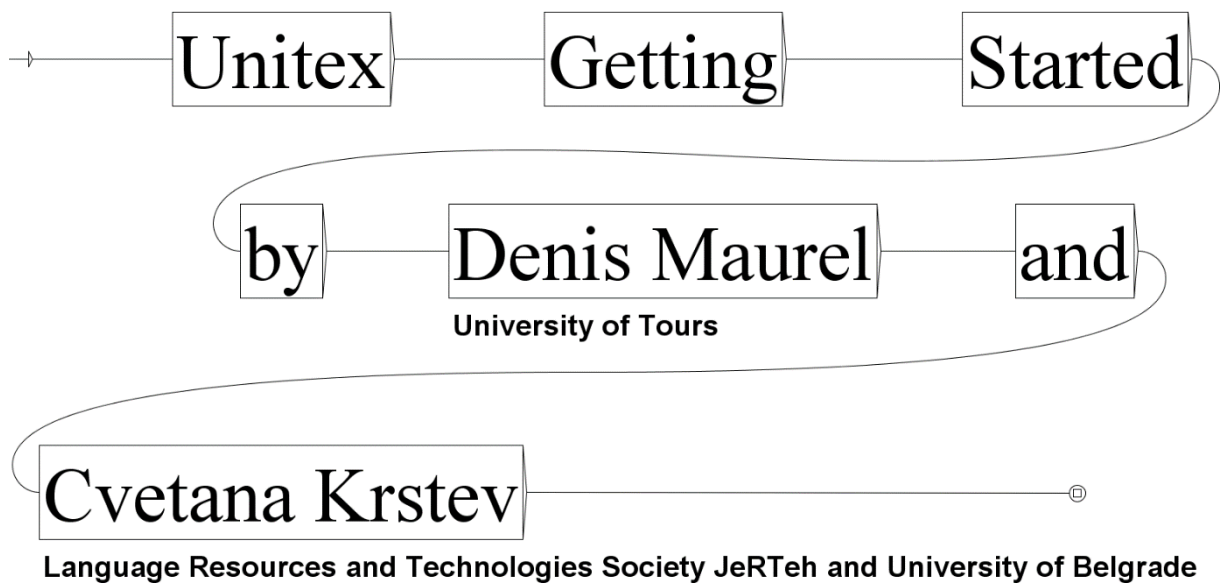 Unitex Getting Started
by Denis Maurel and
University of Tours
Cvetana Krstev
Language Resources and Technologies Society JeRTeh and University of Belgrade